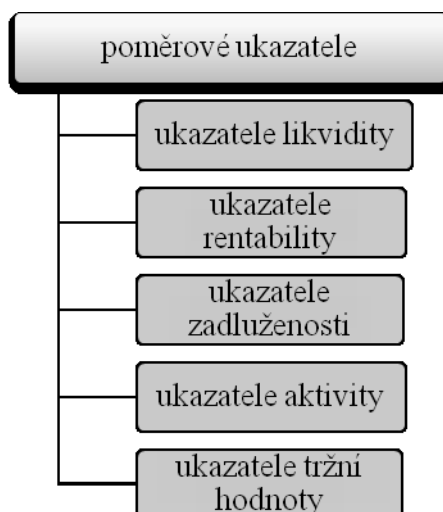 poměrové ukazatele
ukazatele likvidity
ukazatele
rentability
ukazatele
zadluženosti
ukazatele aktivity
ukazatele tržní
hodnoty